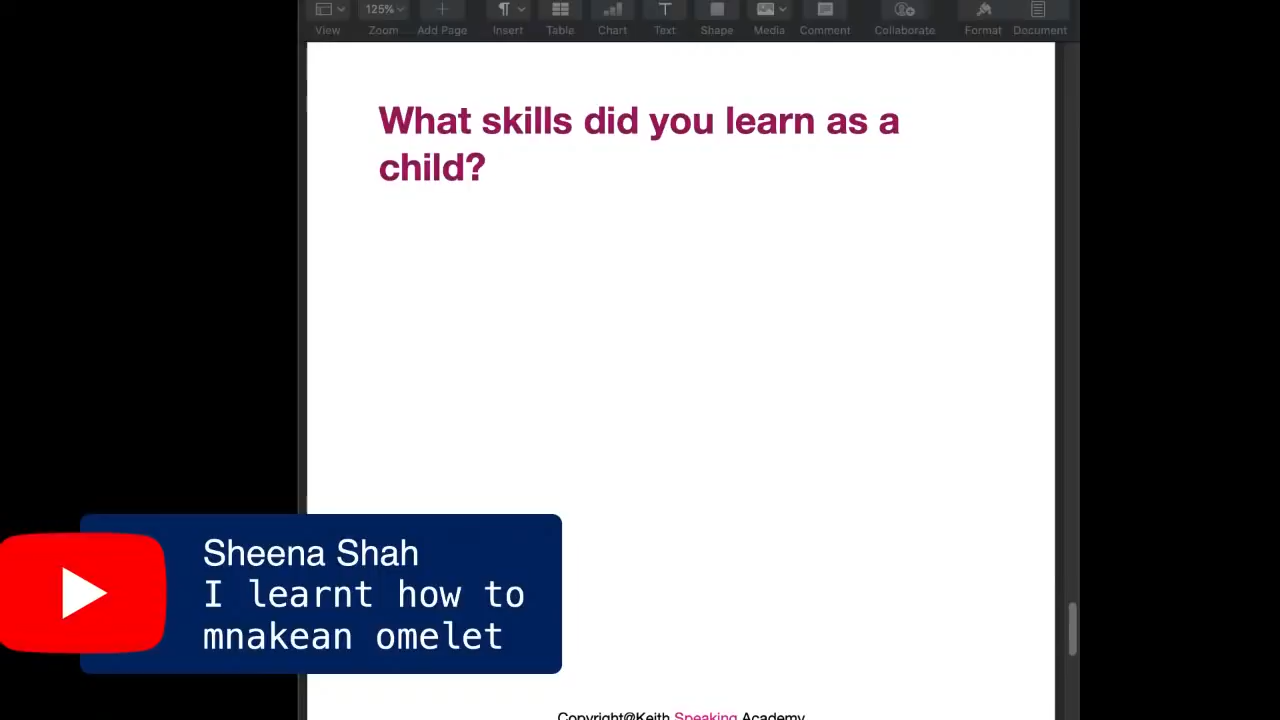 125%
View Zoom Add Page Insert Table Chart Text Shape Media Comment Collaborate Format Document
What skills did you learn as a
child?
Sheena Shah
I learnt how to
mnakean omelet
Copyright@Keith Speaking Academy